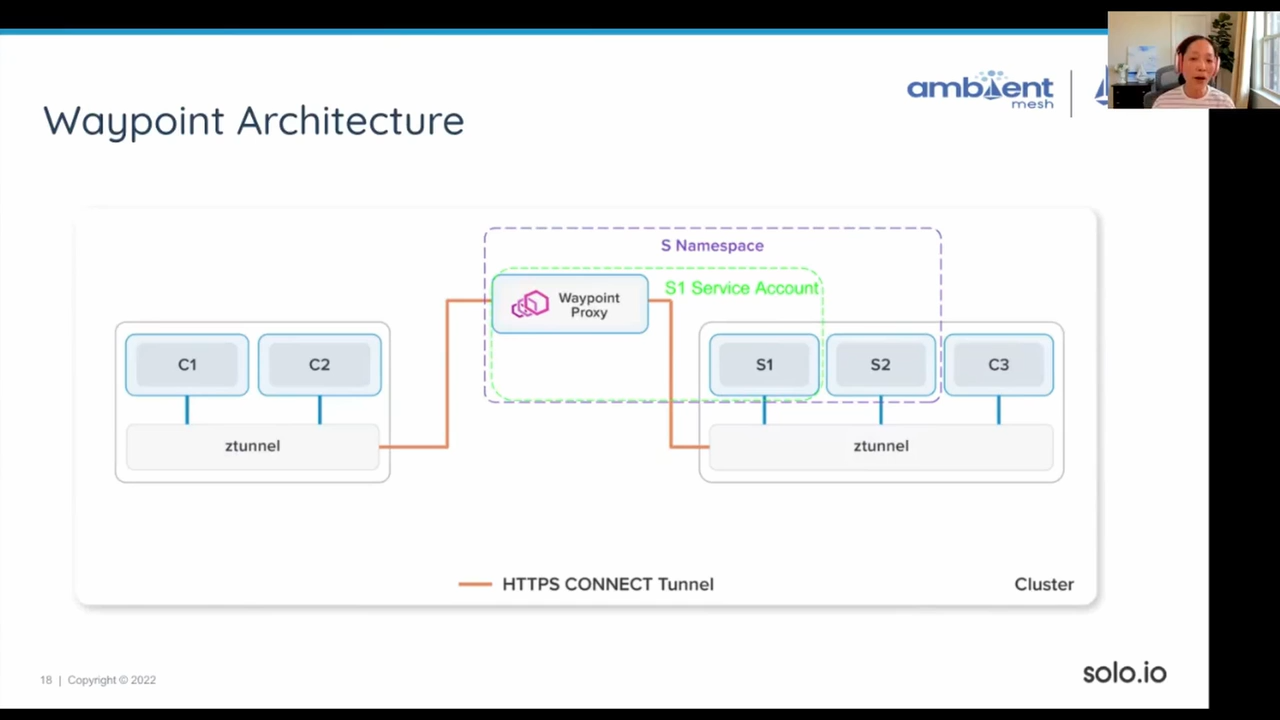 ambient
mesh
Waypoint Architecture
S Namespace
S1 Service Account
Waypoint
Proxy
C1
C2
S1
S2
C3
ztunnel
ztunnel
HTTPS CONNECT Tunnel
Cluster
18 | Copyright © 2022
solo.io